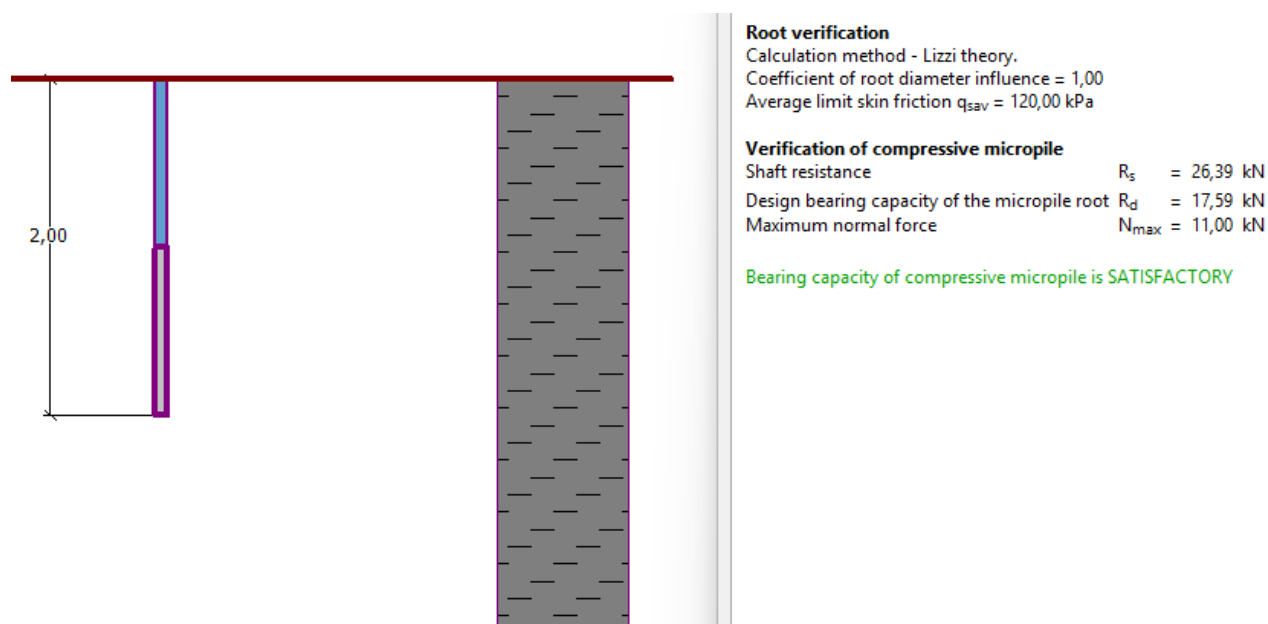 2,00
Root verification
Calculation method - Lizzi theory.
Coefficient of root diameter influence = 1,00
Average limit skin friction qsav = 120,00 kPa
Verification of compressive micropile
Shaft resistance Rs = 26,39 kN
Design bearing capacity of the micropile root Rd = 17,59 kN
Maximum normal force Nmax = 11,00 kN
Bearing capacity of compressive micropile is SATISFACTORY